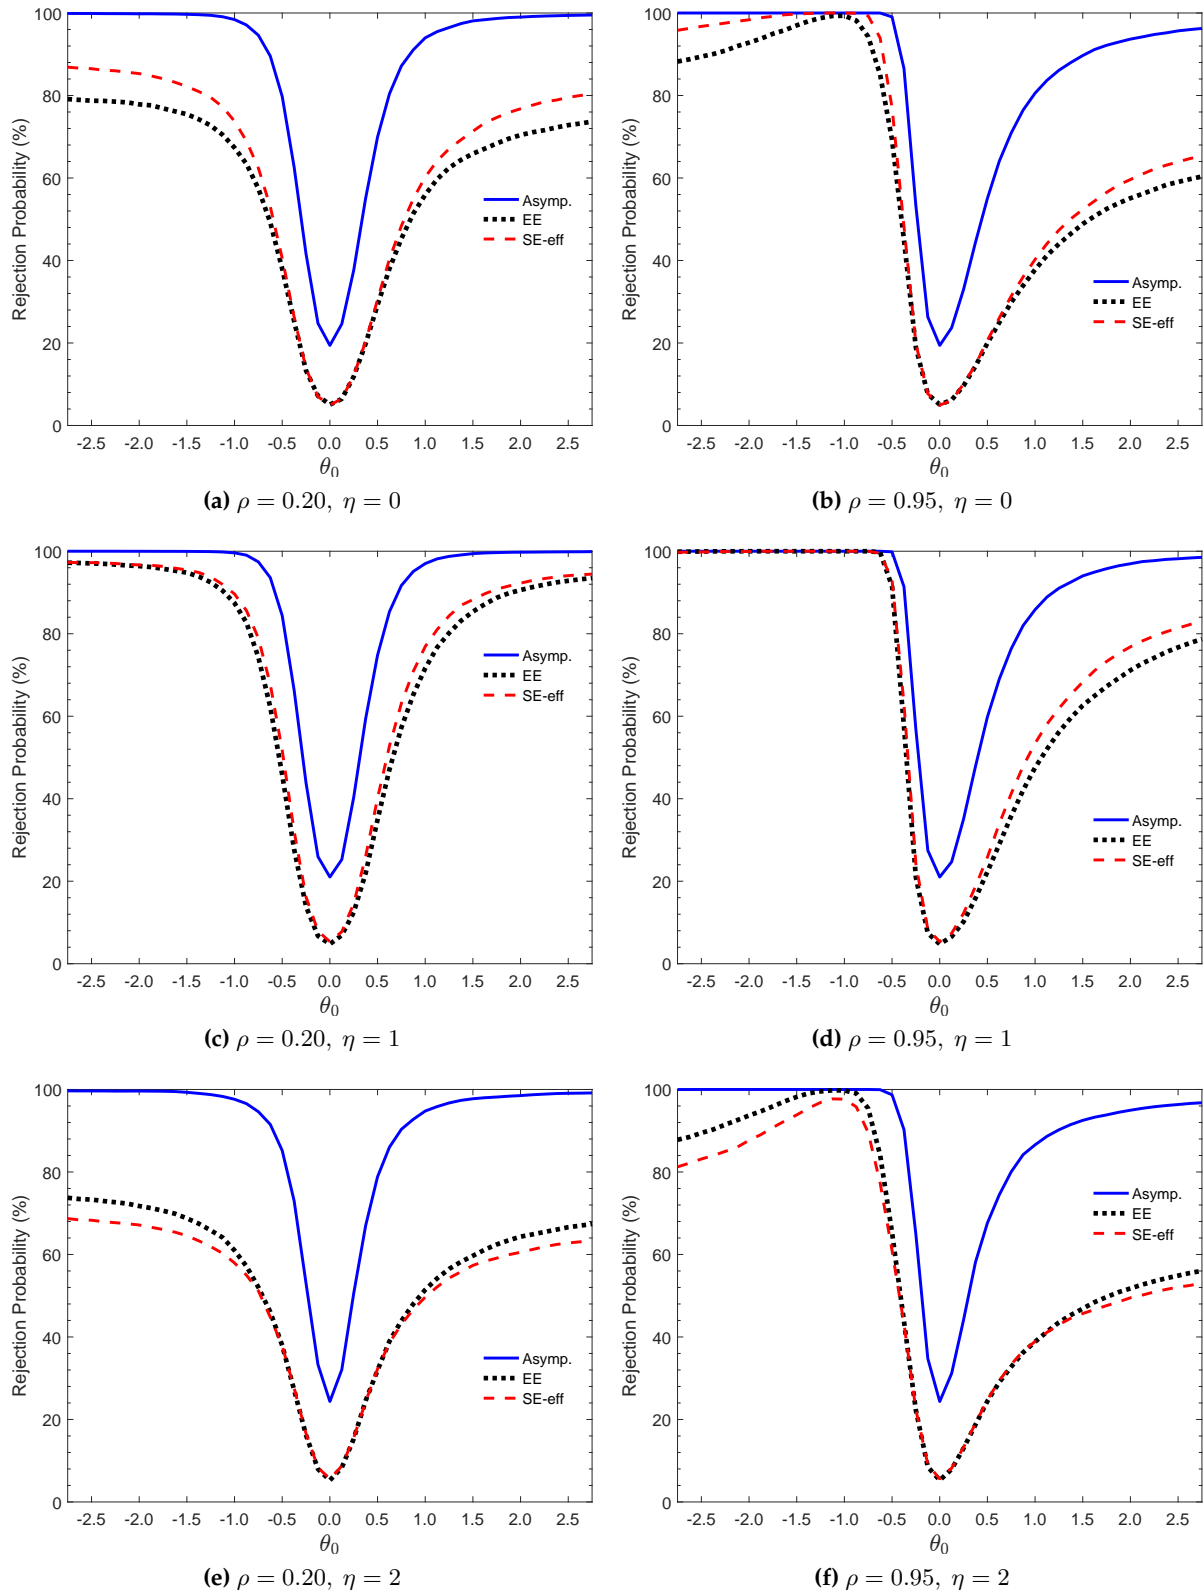 100
80
60
40
20
0
Rejection Probability (%)
Asymp.
EE
SE-eff
-2.5 -2.0 -1.5 -1.0 -0.5 0.0 0.5 1.0 1.5 2.0 2.5
θ₀
(a) ρ = 0.20, η = 0
100
80
60
40
20
0
Rejection Probability (%)
Asymp.
EE
SE-eff
-2.5 -2.0 -1.5 -1.0 -0.5 0.0 0.5 1.0 1.5 2.0 2.5
θ₀
(b) ρ = 0.95, η = 0
100
80
60
40
20
0
Rejection Probability (%)
Asymp.
EE
SE-eff
-2.5 -2.0 -1.5 -1.0 -0.5 0.0 0.5 1.0 1.5 2.0 2.5
θ₀
(c) ρ = 0.20, η = 1
100
80
60
40
20
0
Rejection Probability (%)
Asymp.
EE
SE-eff
-2.5 -2.0 -1.5 -1.0 -0.5 0.0 0.5 1.0 1.5 2.0 2.5
θ₀
(d) ρ = 0.95, η = 1
100
80
60
40
20
0
Rejection Probability (%)
Asymp.
EE
SE-eff
-2.5 -2.0 -1.5 -1.0 -0.5 0.0 0.5 1.0 1.5 2.0 2.5
θ₀
(e) ρ = 0.20, η = 2
100
80
60
40
20
0
Rejection Probability (%)
Asymp.
EE
SE-eff
-2.5 -2.0 -1.5 -1.0 -0.5 0.0 0.5 1.0 1.5 2.0 2.5
θ₀
(f) ρ = 0.95, η = 2